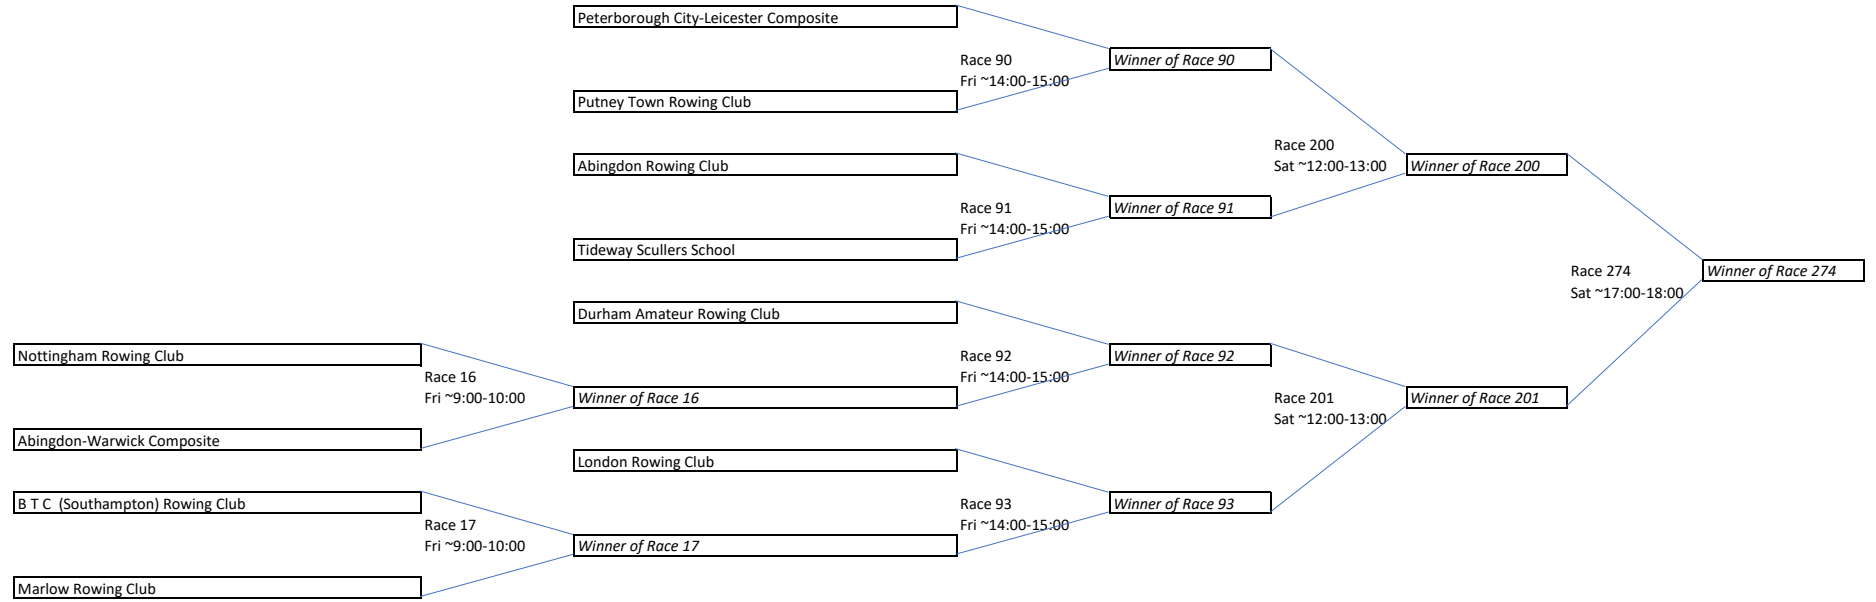 Peterborough City-Leicester Composite
Race 90
Fri ~14:00-15:00
Winner of Race 90
Putney Town Rowing Club
Race 200
Sat ~12:00-13:00
Winner of Race 200
Abingdon Rowing Club
Race 91
Fri ~14:00-15:00
Winner of Race 91
Tideway Scullers School
Race 274
Sat ~17:00-18:00
Winner of Race 274
Durham Amateur Rowing Club
Nottingham Rowing Club
Race 16
Fri ~9:00-10:00
Winner of Race 16
Race 92
Fri ~14:00-15:00
Winner of Race 92
Race 201
Sat ~12:00-13:00
Winner of Race 201
Abingdon-Warwick Composite
London Rowing Club
B T C  (Southampton) Rowing Club
Race 17
Fri ~9:00-10:00
Winner of Race 17
Race 93
Fri ~14:00-15:00
Winner of Race 93
Marlow Rowing Club